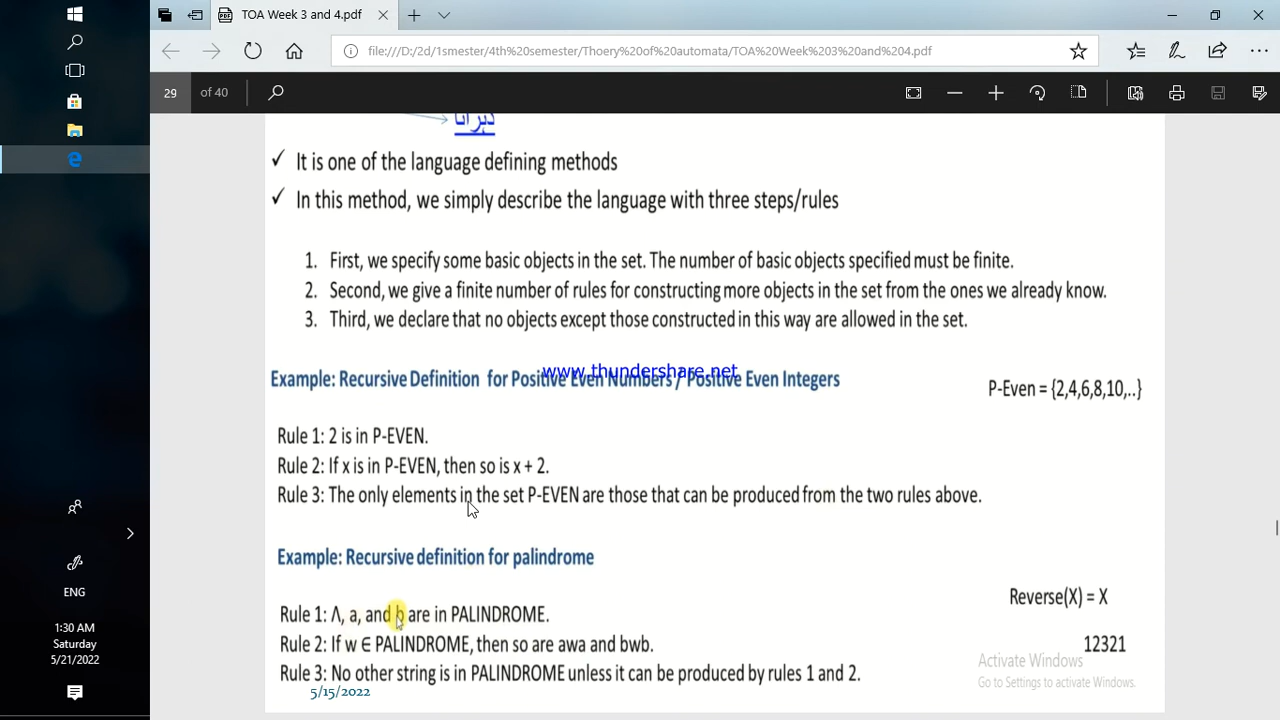 TOA Week 3 and 4.pdf
file:///D:/2d/1smester/4th%20semester/Thoery%20of%20automata/TOA%20Week%203%20and%204.pdf
29 of 40
✓ It is one of the language defining methods
✓ In this method, we simply describe the language with three steps/rules
1. First, we specify some basic objects in the set. The number of basic objects specified must be finite.
2. Second, we give a finite number of rules for constructing more objects in the set from the ones we already know.
3. Third, we declare that no objects except those constructed in this way are allowed in the set.
www.thundershare.net
Example: Recursive Definition for Positive Even Numbers / Positive Even Integers
P-Even = {2,4,6,8,10,..}
Rule 1: 2 is in P-EVEN.
Rule 2: If x is in P-EVEN, then so is x + 2.
Rule 3: The only elements in the set P-EVEN are those that can be produced from the two rules above.
Example: Recursive definition for palindrome
Reverse(X) = X
Rule 1: Λ, a, and b are in PALINDROME.
Rule 2: If w ∈ PALINDROME, then so are awa and bwb.
12321
Rule 3: No other string is in PALINDROME unless it can be produced by rules 1 and 2.
5/15/2022
Activate Windows
Go to Settings to activate Windows.
ENG
1:30 AM
Saturday
5/21/2022